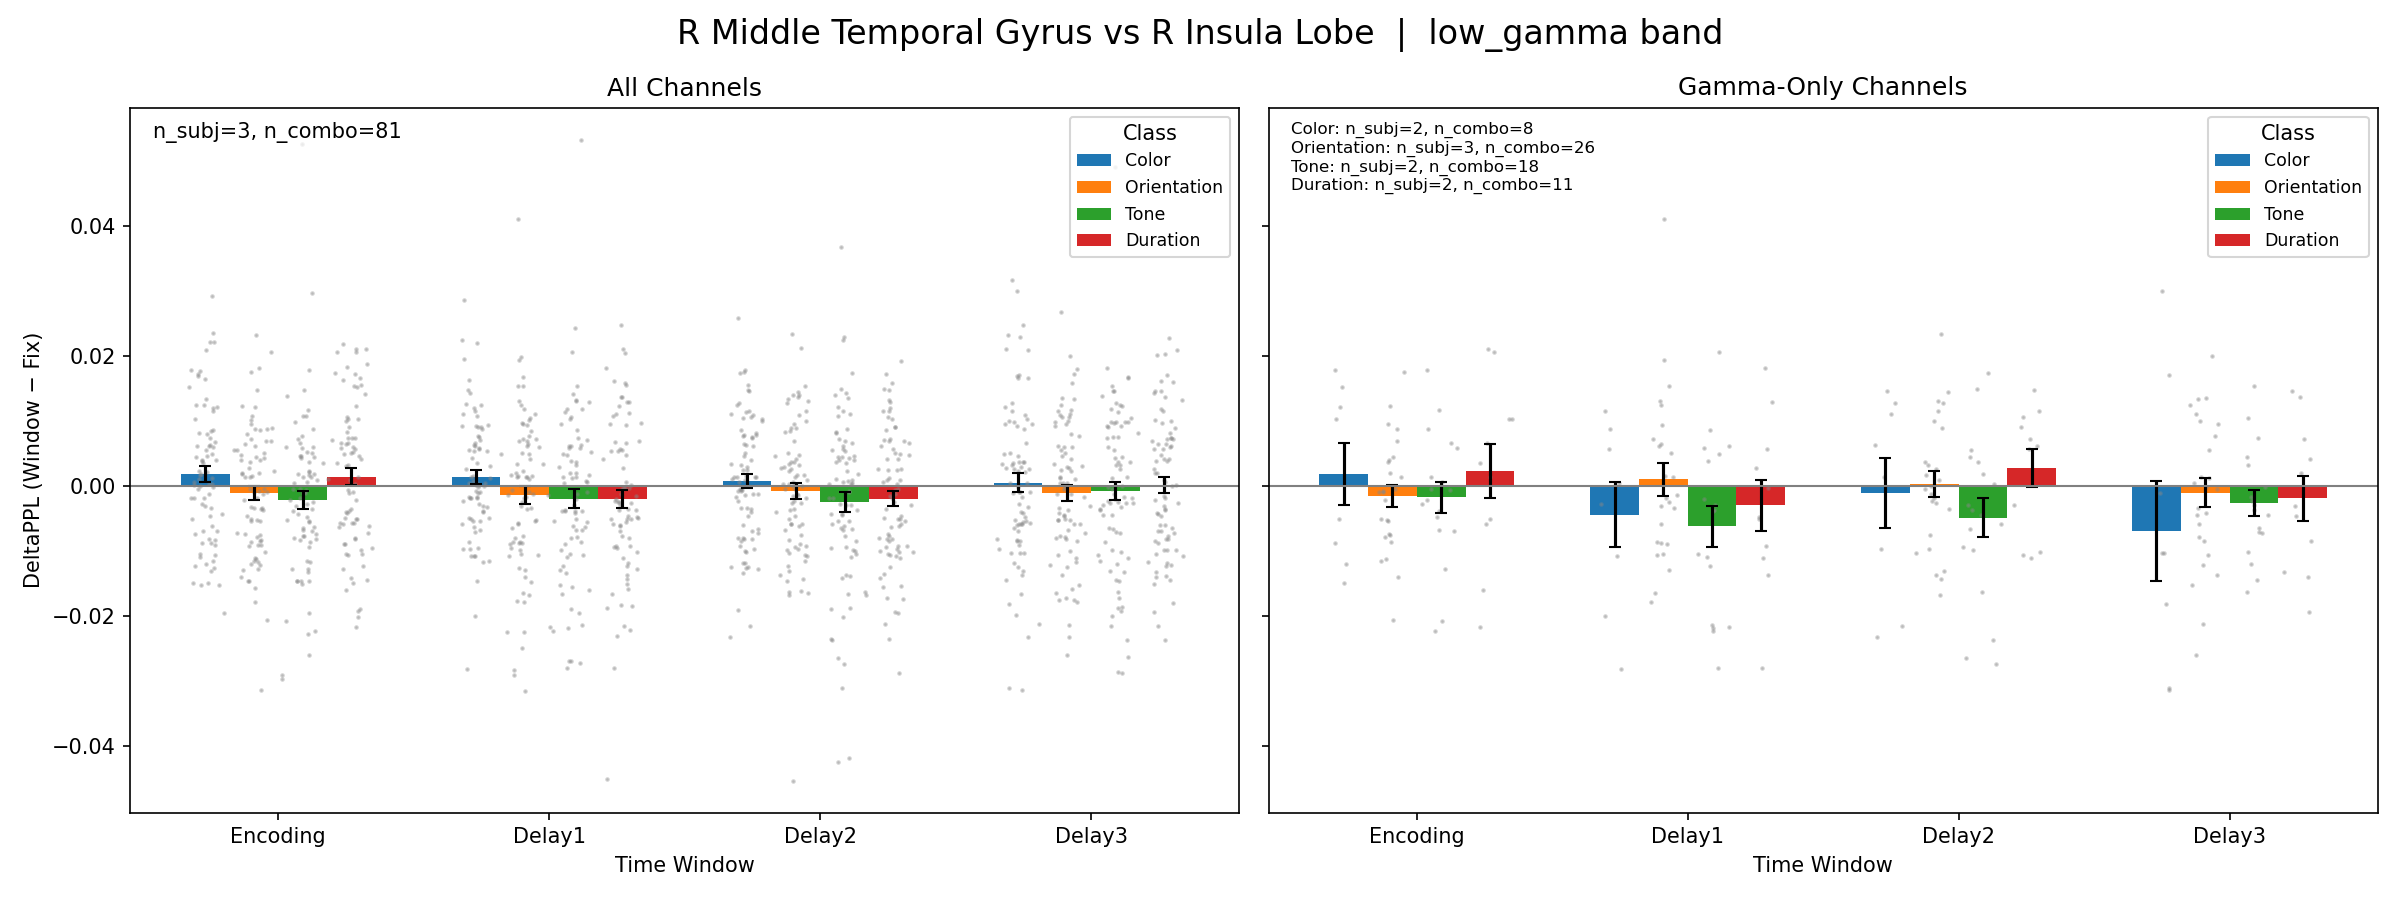 R Middle Temporal Gyrus vs R Insula Lobe | low_gamma band
All Channels
n_subj=3, n_combo=81
Class
Color
Orientation
Tone
Duration
DeltaPPL (Window − Fix)
0.04
0.02
0.00
−0.02
−0.04
Encoding
Delay1
Delay2
Delay3
Time Window
Gamma-Only Channels
Color: n_subj=2, n_combo=8
Orientation: n_subj=3, n_combo=26
Tone: n_subj=2, n_combo=18
Duration: n_subj=2, n_combo=11
Class
Color
Orientation
Tone
Duration
Encoding
Delay1
Delay2
Delay3
Time Window